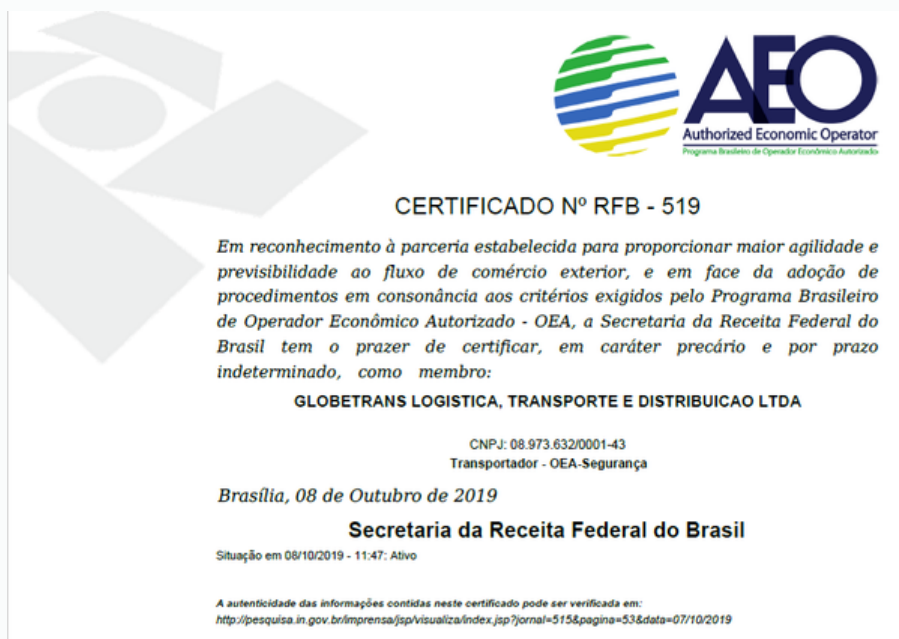 AEO
Authorized Economic Operator
Programa Brasileiro de Operador Econômico Autorizado
CERTIFICADO Nº RFB - 519
Em reconhecimento à parceria estabelecida para proporcionar maior agilidade e
previsibilidade ao fluxo de comércio exterior, e em face da adoção de
procedimentos em consonância aos critérios exigidos pelo Programa Brasileiro
de Operador Econômico Autorizado - OEA, a Secretaria da Receita Federal do
Brasil tem o prazer de certificar, em caráter precário e por prazo
indeterminado, como membro:
GLOBETRANS LOGISTICA, TRANSPORTE E DISTRIBUICAO LTDA
CNPJ: 08.973.632/0001-43
Transportador - OEA-Segurança
Brasília, 08 de Outubro de 2019
Secretaria da Receita Federal do Brasil
Situação em 08/10/2019 - 11:47: Ativo
A autenticidade das informações contidas neste certificado pode ser verificada em:
http://pesquisa.in.gov.br/imprensa/jsp/visualiza/index.jsp?jornal=515&pagina=53&data=07/10/2019